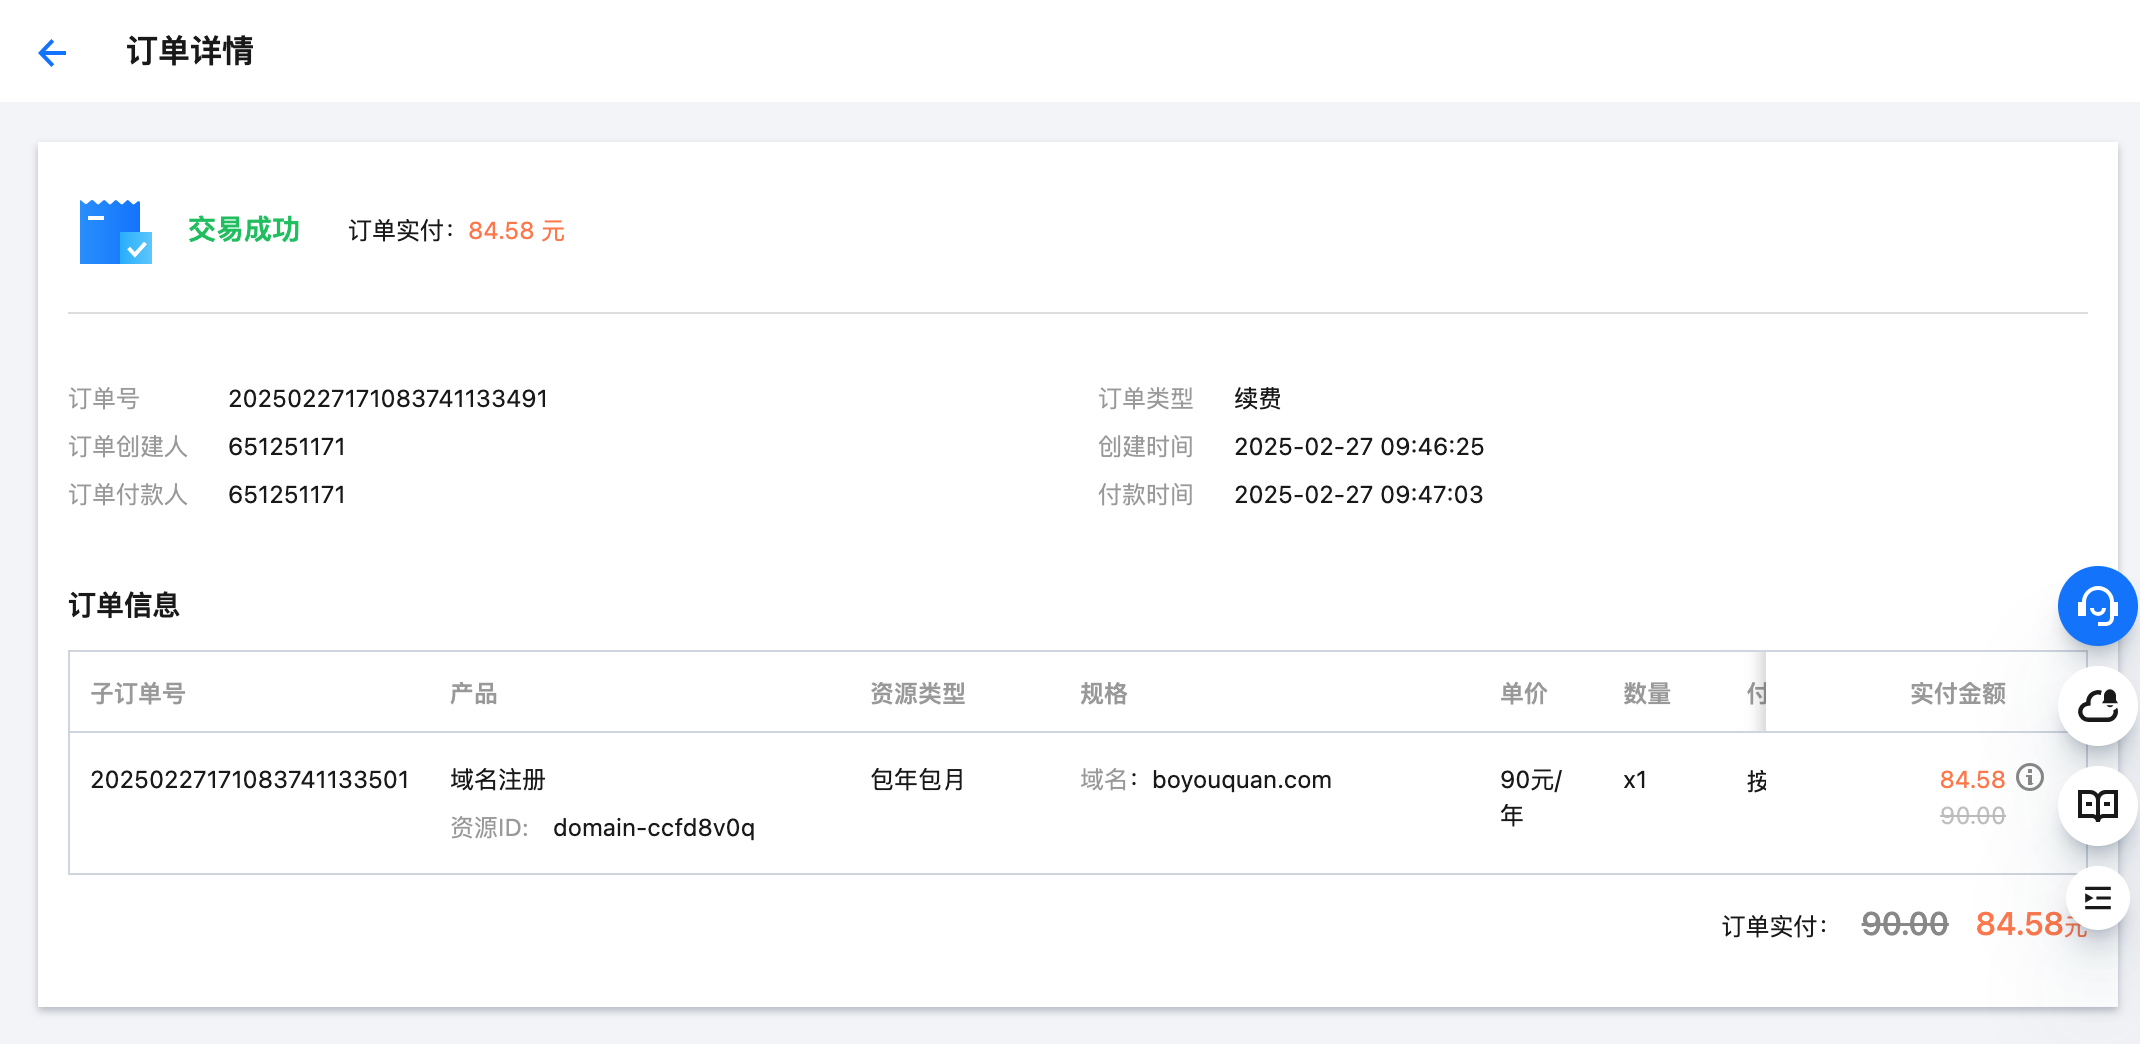 订单详情
交易成功 订单实付： 84.58 元
订单号 20250227171083741133491 订单类型 续费
订单创建人 651251171 创建时间 2025-02-27 09:46:25
订单付款人 651251171 付款时间 2025-02-27 09:47:03
订单信息
子订单号 产品 资源类型 规格 单价 数量 付 实付金额
20250227171083741133501 域名注册 包年包月 域名： boyouquan.com 90元/ x1 按 84.58
年 90.00
资源ID: domain-ccfd8v0q
订单实付： 90.00 84.58元